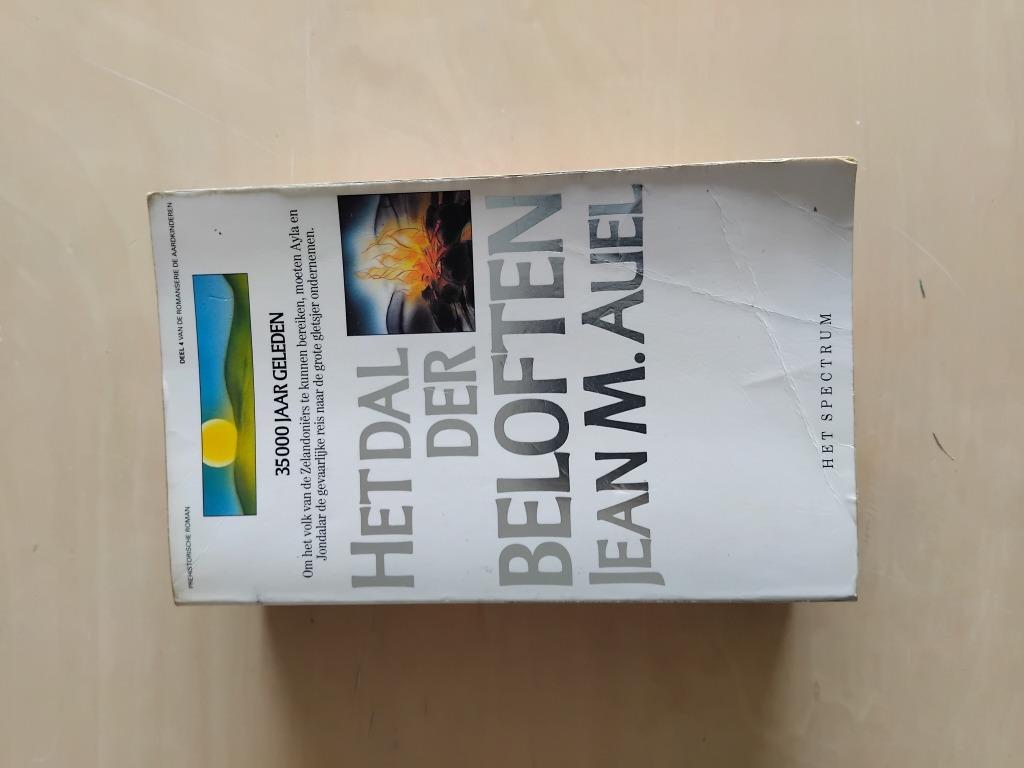 PREHISTORISCHE ROMAN
DEEL 4 VAN DE ROMANSERIE DE AARDKINDEREN
35000 JAAR GELEDEN
Om het volk van de Zelandoniërs te kunnen bereiken, moeten Ayla en
Jondalar de gevaarlijke reis naar de grote gletsjer ondernemen.
HET DAL
DER
BELOFTEN
JEAN M. AUEL
HET SPECTRUM